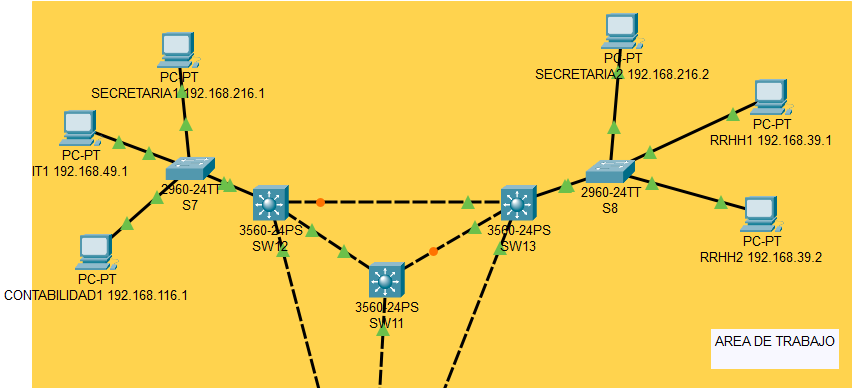 PC-PT
SECRETARIA1 192.168.216.1
PC-PT
IT1 192.168.49.1
2960-24TT
S7
PC-PT
CONTABILIDAD1 192.168.116.1
3560-24PS
SW12
3560-24PS
SW11
3560-24PS
SW13
PC-PT
SECRETARIA2 192.168.216.2
PC-PT
RRHH1 192.168.39.1
2960-24TT
S8
PC-PT
RRHH2 192.168.39.2
AREA DE TRABAJO